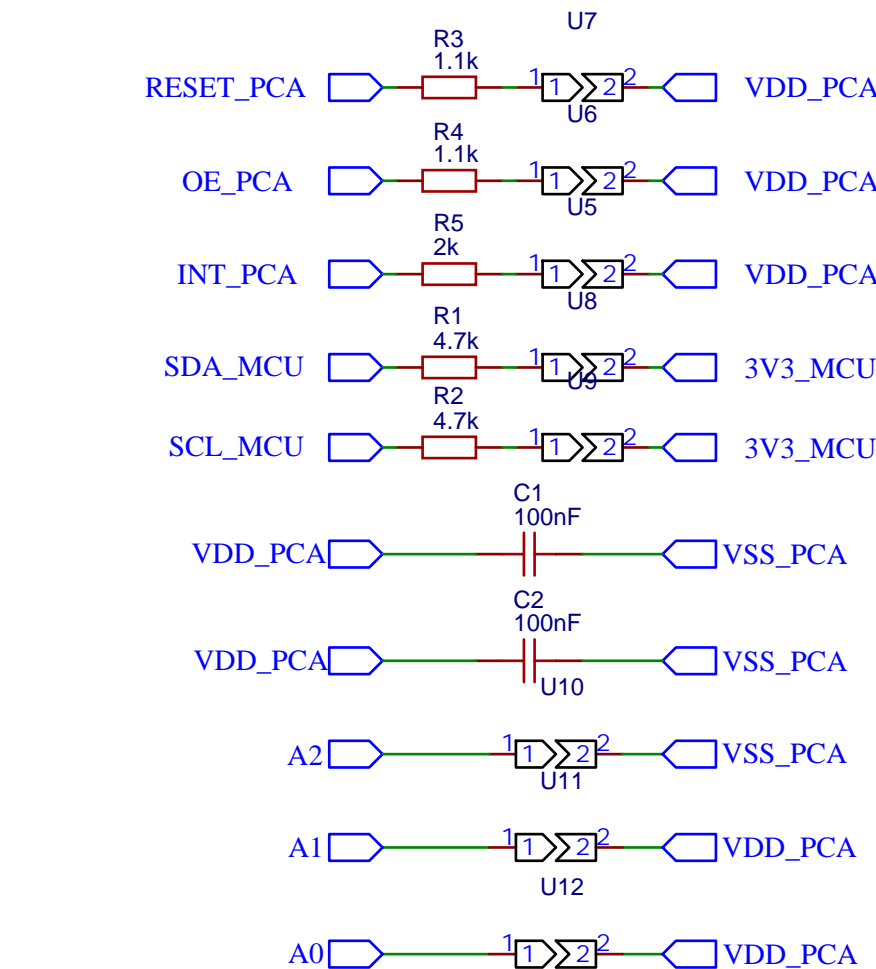 U7
R3
1.1k
RESET_PCA 1 1 2 2 VDD_PCA
U6
R4
1.1k
OE_PCA 1 1 2 2 VDD_PCA
U5
R5
2k
INT_PCA 1 1 2 2 VDD_PCA
U8
R1
4.7k
SDA_MCU 1 1 2 2 3V3_MCU
U9
R2
4.7k
SCL_MCU 1 1 2 2 3V3_MCU
C1
100nF
VDD_PCA VSS_PCA
C2
100nF
VDD_PCA VSS_PCA
U10
A2 1 1 2 2 VSS_PCA
U11
A1 1 1 2 2 VDD_PCA
U12
A0 1 1 2 2 VDD_PCA